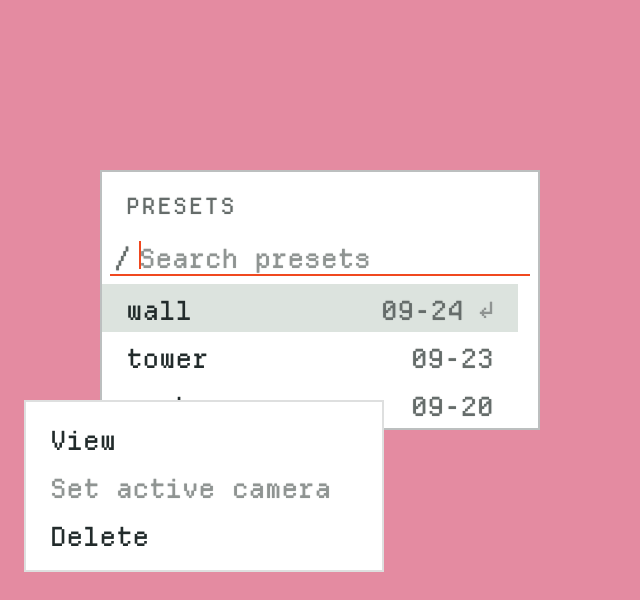 PRESETS
/ Search presets
wall 09-24 ↵
tower 09-23
09-20
View
Set active camera
Delete